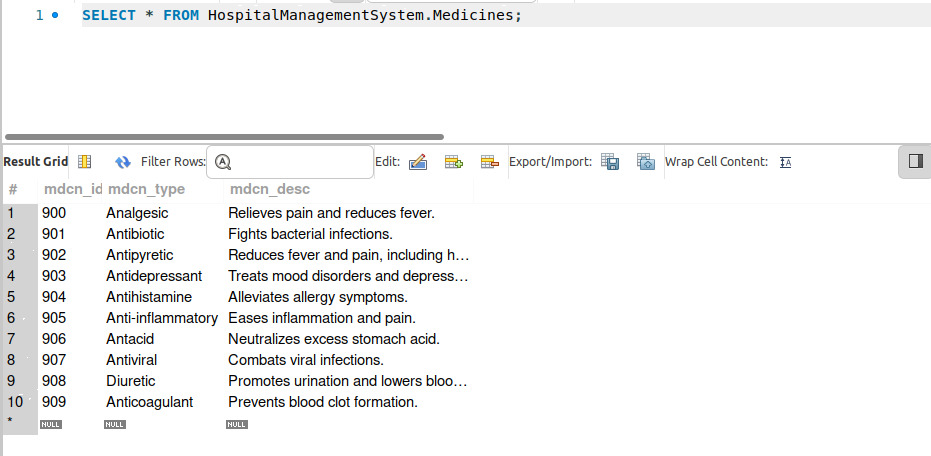 1 SELECT * FROM HospitalManagementSystem.Medicines;
Result Grid Filter Rows: Edit: Export/Import: Wrap Cell Content:
# mdcn_id mdcn_type mdcn_desc
1 900 Analgesic Relieves pain and reduces fever.
2 901 Antibiotic Fights bacterial infections.
3 902 Antipyretic Reduces fever and pain, including h...
4 903 Antidepressant Treats mood disorders and depress...
5 904 Antihistamine Alleviates allergy symptoms.
6 905 Anti-inflammatory Eases inflammation and pain.
7 906 Antacid Neutralizes excess stomach acid.
8 907 Antiviral Combats viral infections.
9 908 Diuretic Promotes urination and lowers bloo...
10 909 Anticoagulant Prevents blood clot formation.
* NULL NULL NULL